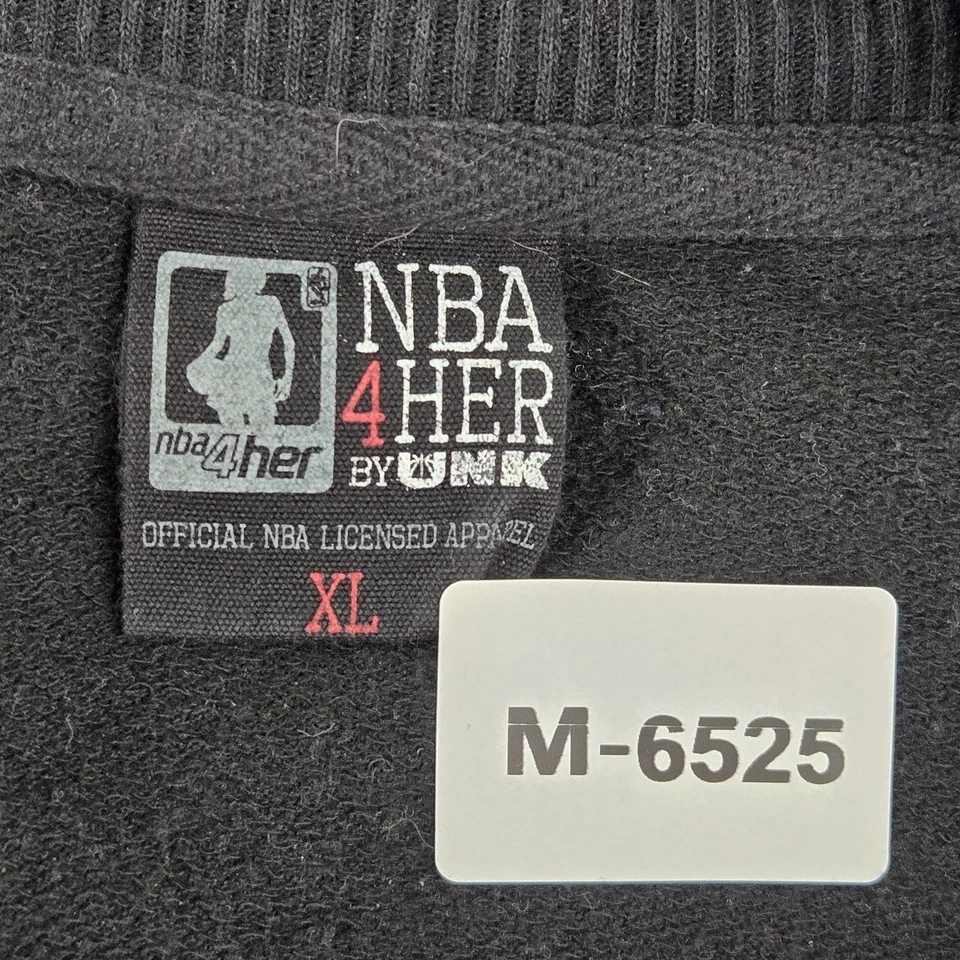 NBA
4HER
BY UNK
nba4her
OFFICIAL NBA LICENSED APPAREL
XL
M-6525